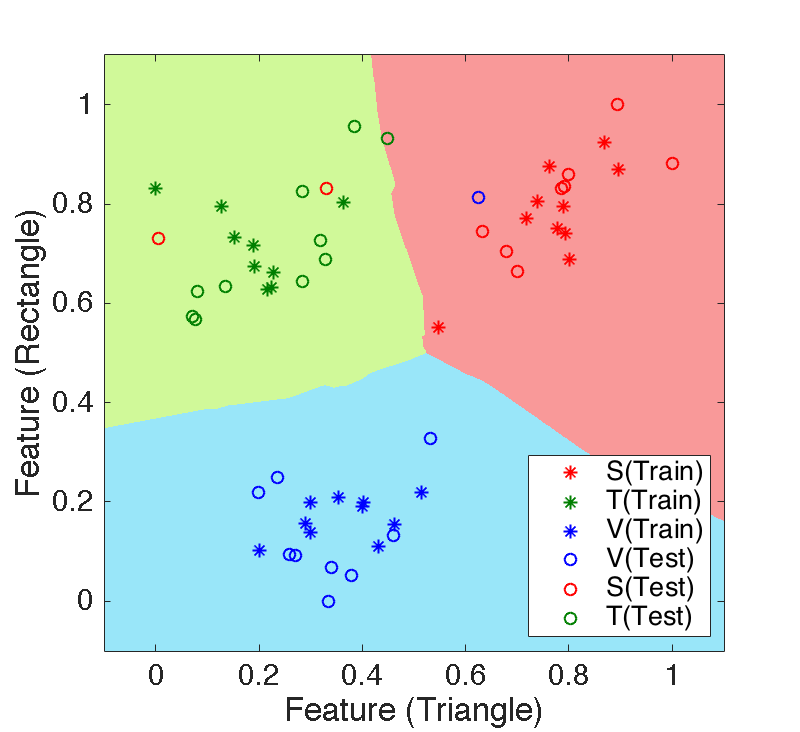 1
0.8
0.6
0.4
0.2
0
Feature (Rectangle)
S(Train)
T(Train)
V(Train)
V(Test)
S(Test)
T(Test)
0 0.2 0.4 0.6 0.8 1
Feature (Triangle)